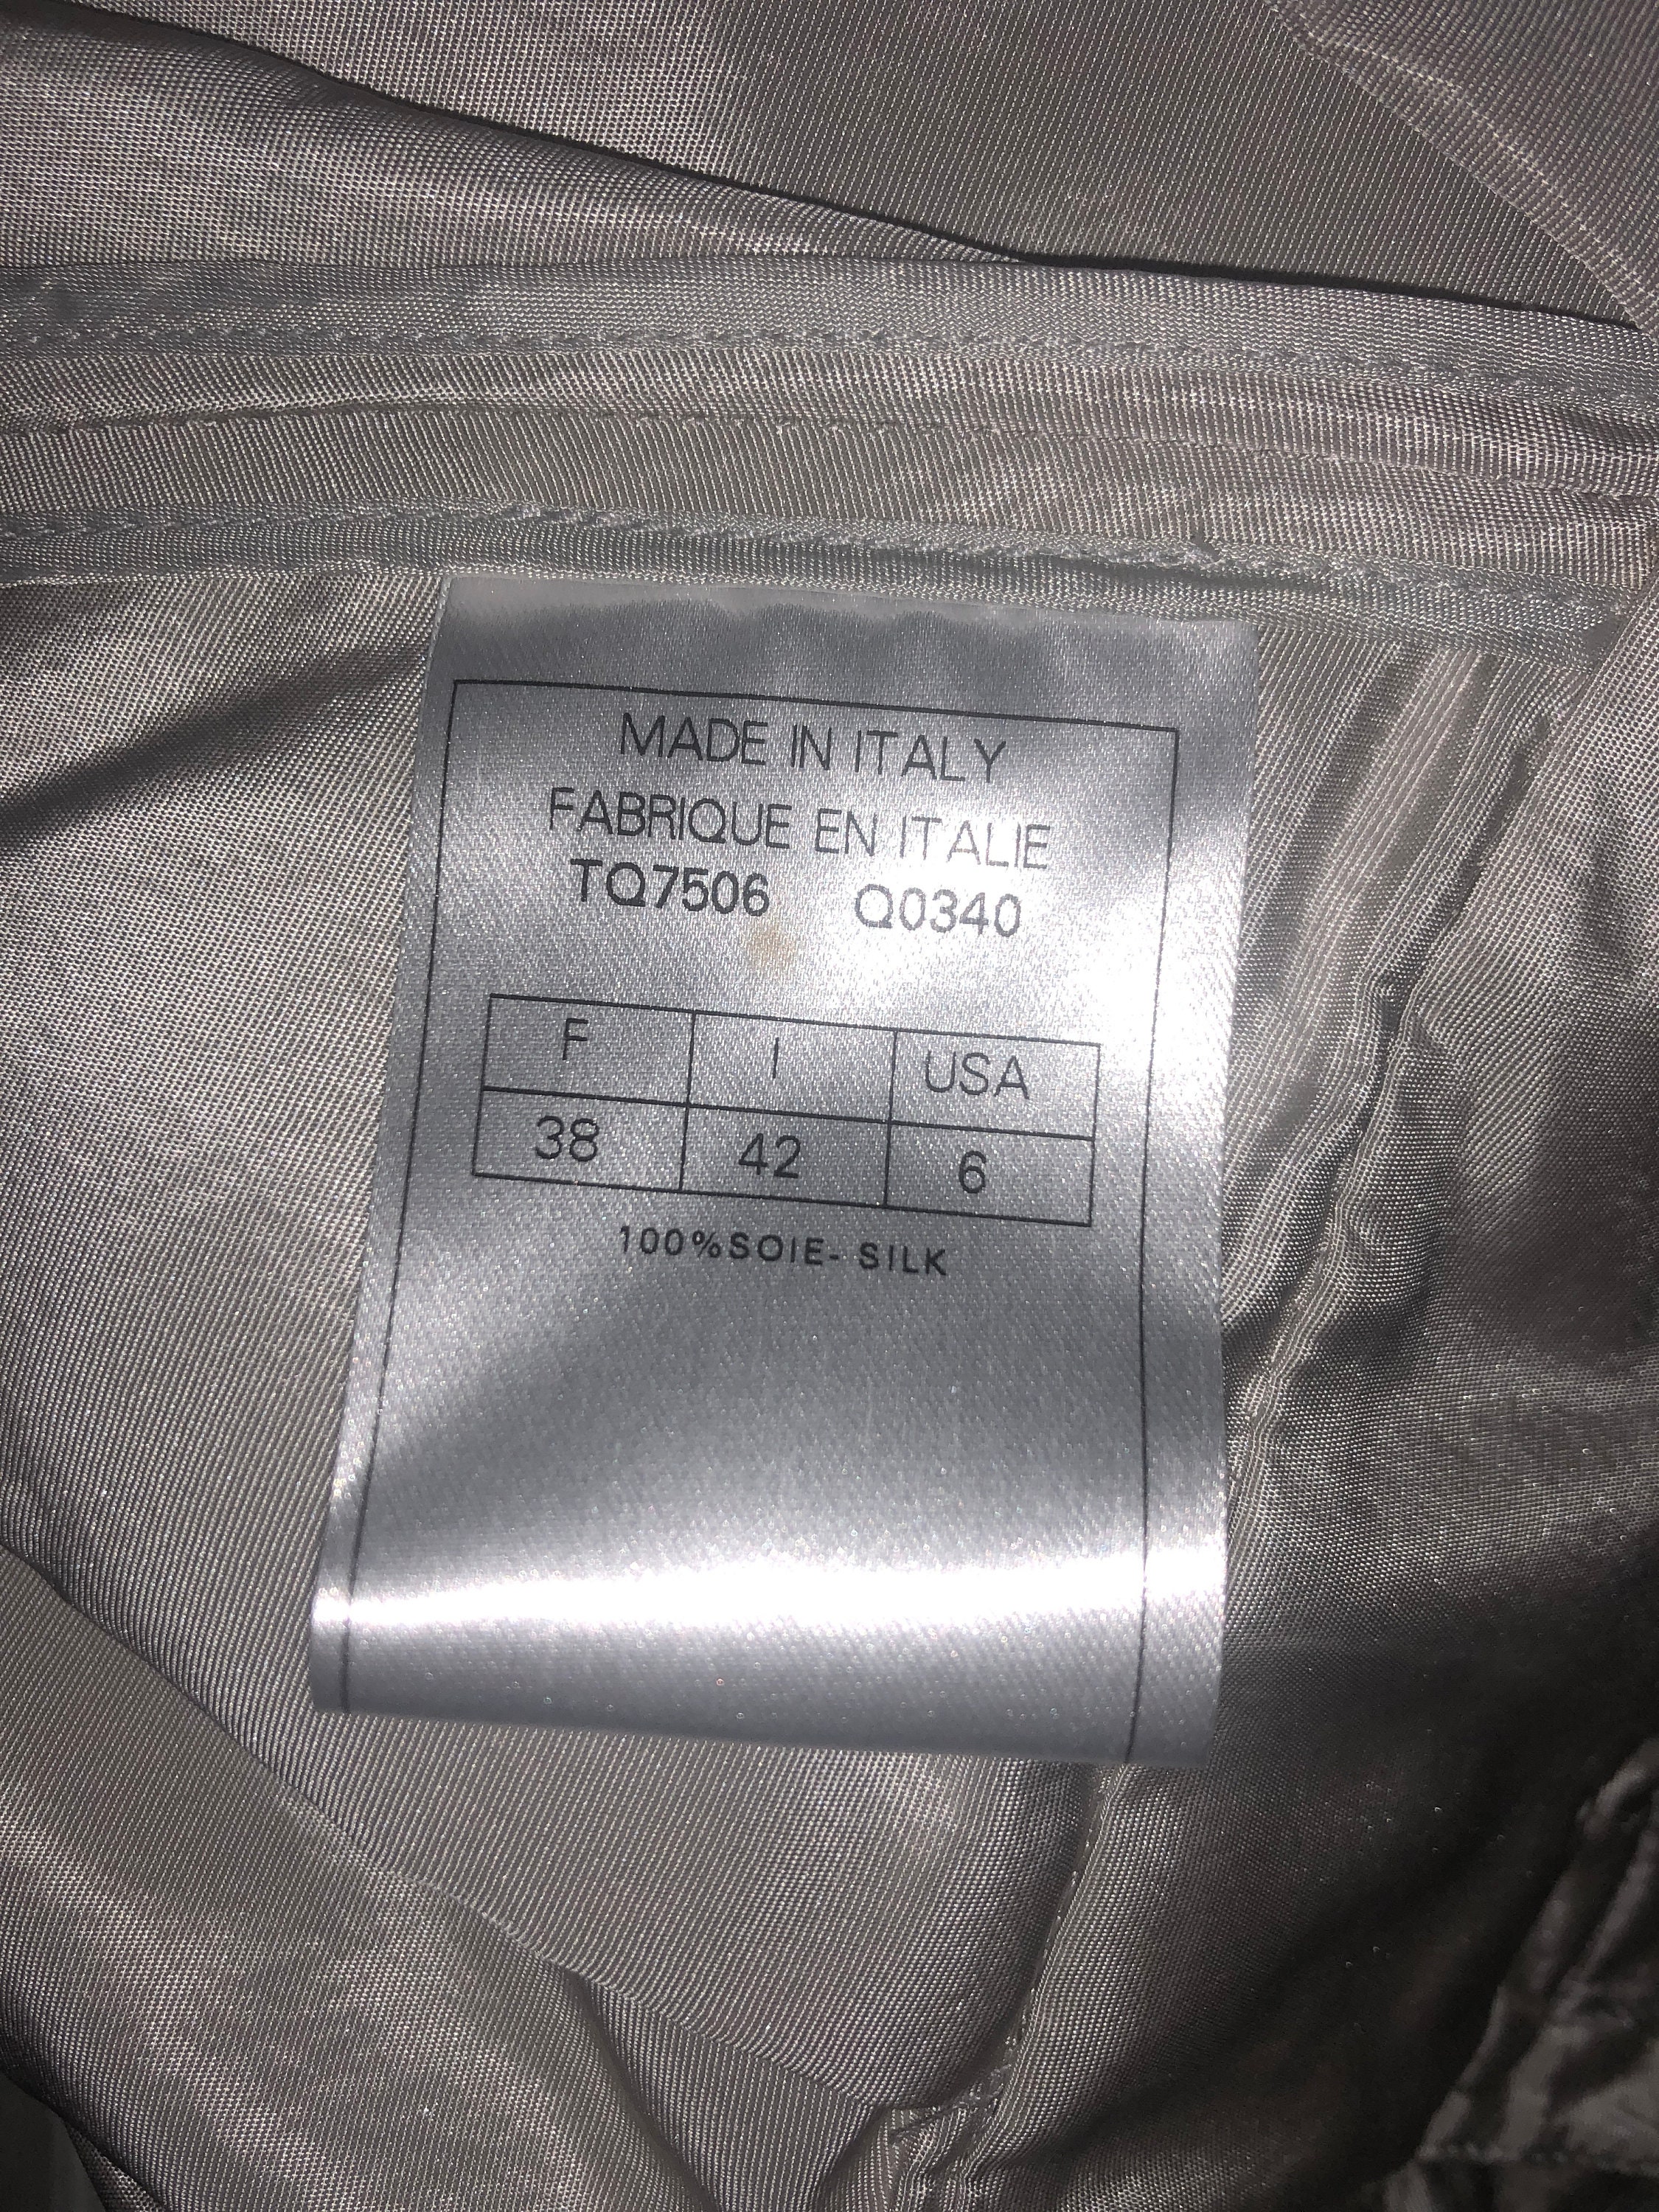 MADE IN ITALY
FABRIQUE EN ITALIE
TQ7506 Q0340
F I USA
38 42 6
100%SOIE- SILK